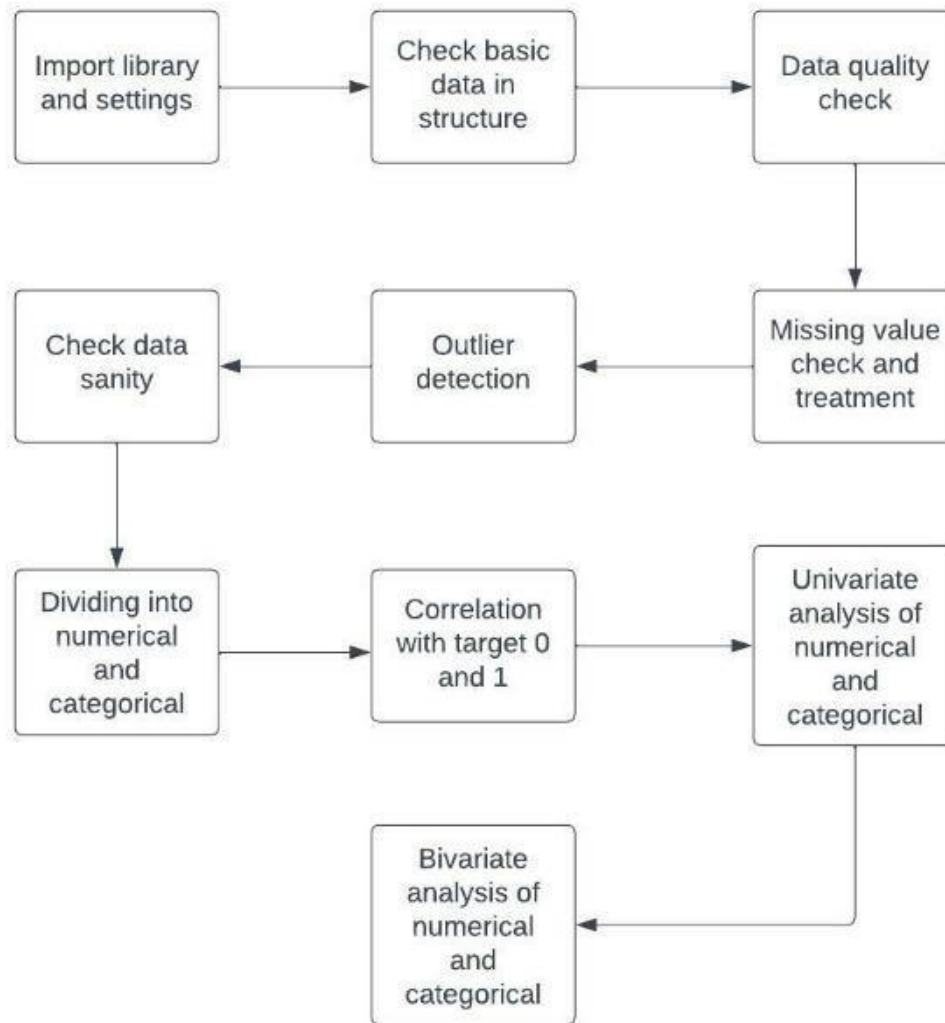 Import library
and settings
Check basic
data in
structure
Data quality
check
Missing value
check and
treatment
Outlier
detection
Check data
sanity
Dividing into
numerical
and
categorical
Correlation
with target 0
and 1
Univariate
analysis of
numerical
and
categorical
Bivariate
analysis of
numerical
and
categorical